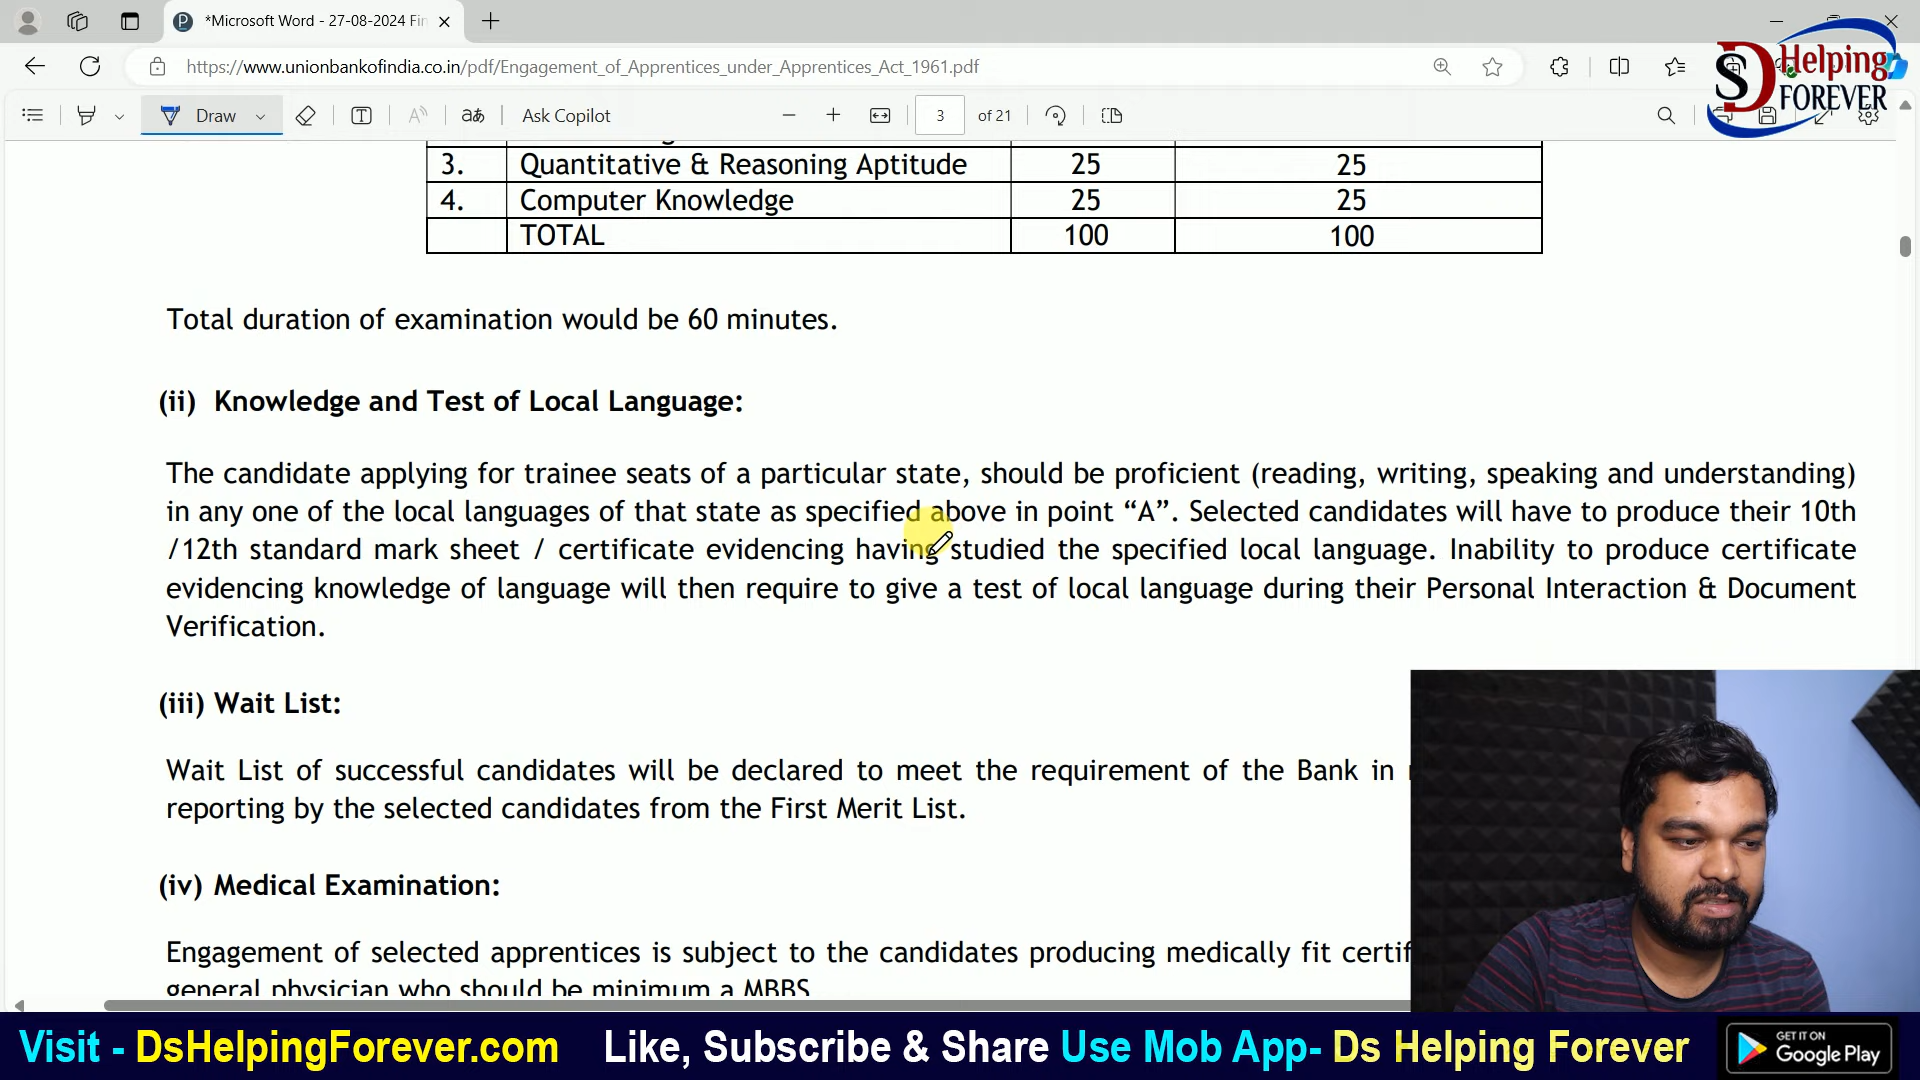 *Microsoft Word - 27-08-2024 Fin
https://www.unionbankofindia.co.in/pdf/Engagement_of_Apprentices_under_Apprentices_Act_1961.pdf
SD Helping FOREVER
Draw
aあ
Ask Copilot
3 of 21
3. Quantitative & Reasoning Aptitude 25 25
4. Computer Knowledge 25 25
TOTAL 100 100
Total duration of examination would be 60 minutes.
(ii) Knowledge and Test of Local Language:
The candidate applying for trainee seats of a particular state, should be proficient (reading, writing, speaking and understanding)
in any one of the local languages of that state as specified above in point “A”. Selected candidates will have to produce their 10th
/12th standard mark sheet / certificate evidencing having studied the specified local language. Inability to produce certificate
evidencing knowledge of language will then require to give a test of local language during their Personal Interaction & Document
Verification.
(iii) Wait List:
Wait List of successful candidates will be declared to meet the requirement of the Bank in
reporting by the selected candidates from the First Merit List.
(iv) Medical Examination:
Engagement of selected apprentices is subject to the candidates producing medically fit certif
general physician who should be minimum a MBBS
Visit - DsHelpingForever.com Like, Subscribe & Share Use Mob App- Ds Helping Forever
GET IT ON
Google Play